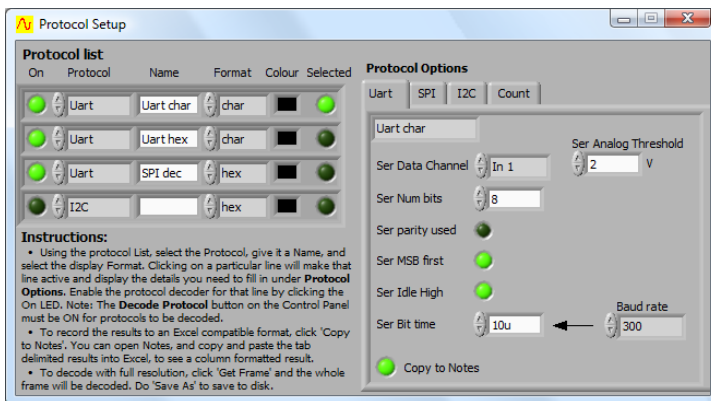 Protocol Setup
Protocol list
On Protocol Name Format Colour Selected
Uart Uart char char
Uart Uart hex char
Uart SPI dec hex
I2C hex
Instructions:
• Using the protocol List, select the Protocol, give it a Name, and
select the display Format. Clicking on a particular line will make that
line active and display the details you need to fill in under Protocol
Options. Enable the protocol decoder for that line by clicking the
On LED. Note: The Decode Protocol button on the Control Panel
must be ON for protocols to be decoded.
• To record the results to an Excel compatible format, click 'Copy
to Notes'. You can open Notes, and copy and paste the tab
delimited results into Excel, to see a column formatted result.
• To decode with full resolution, click 'Get Frame' and the whole
frame will be decoded. Do 'Save As' to save to disk.
Protocol Options
Uart SPI I2C Count
Uart char
Ser Analog Threshold
Ser Data Channel In 1 2 V
Ser Num bits 8
Ser parity used
Ser MSB first
Ser Idle High
Baud rate
Ser Bit time 10u 300
Copy to Notes